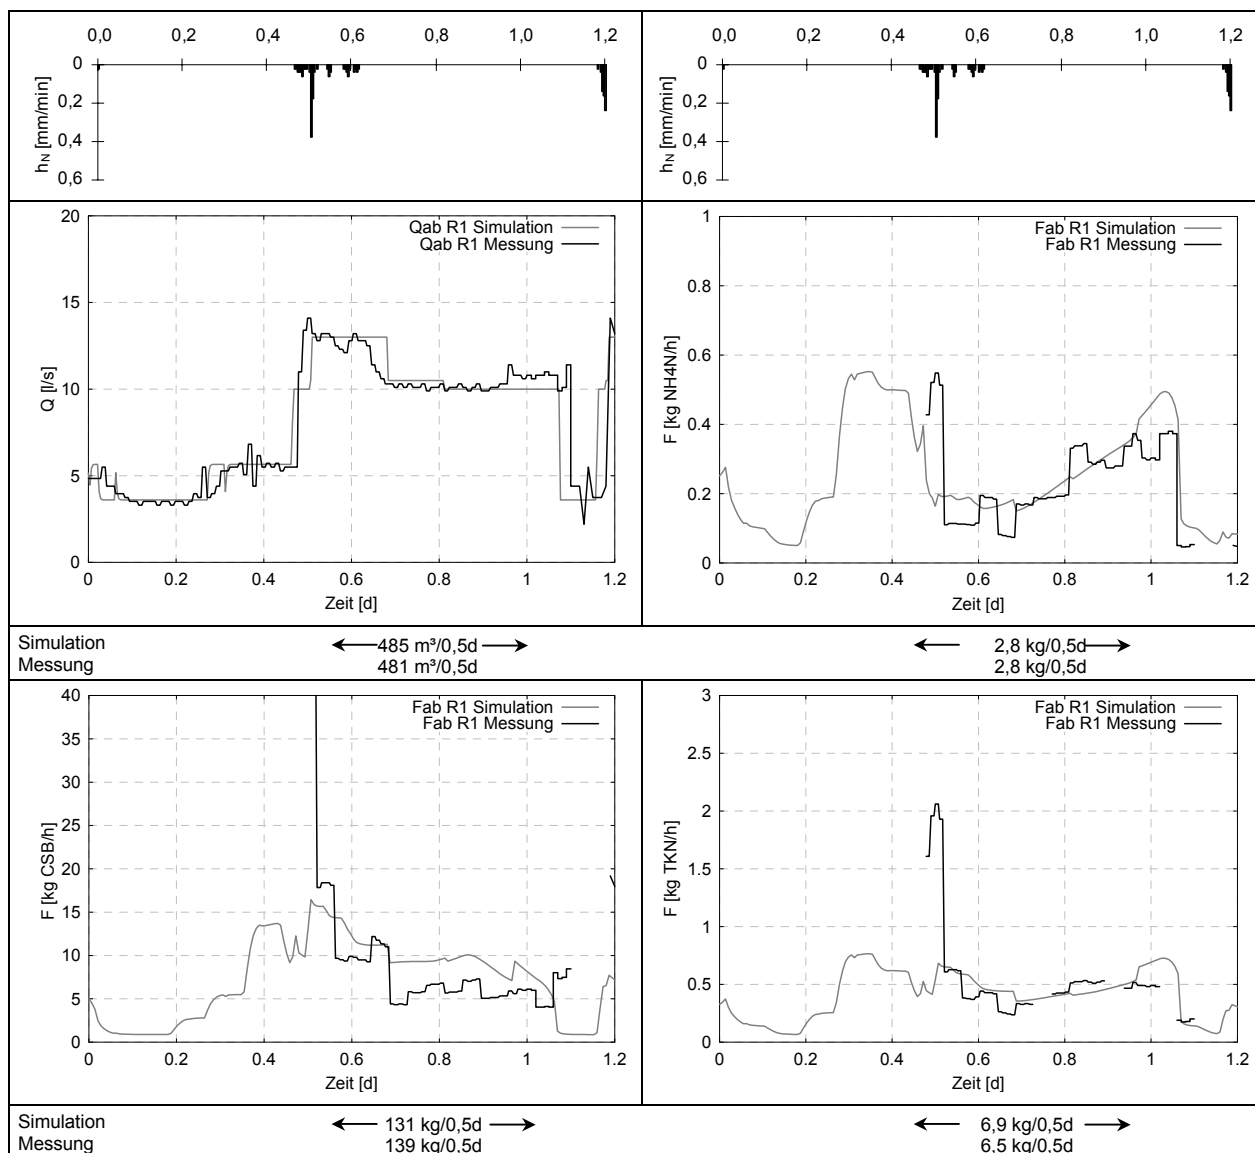 0,0 0,2 0,4 0,6 0,8 1,0 1,2
0
0,2
0,4
0,6
hN [mm/min]
0,0 0,2 0,4 0,6 0,8 1,0 1,2
0
0,2
0,4
0,6
hN [mm/min]
20
15
10
5
0
Q [l/s]
Qab R1 Simulation
Qab R1 Messung
0 0.2 0.4 0.6 0.8 1 1.2
Zeit [d]
1
0.8
0.6
0.4
0.2
0
F [kg NH4N/h]
Fab R1 Simulation
Fab R1 Messung
0 0.2 0.4 0.6 0.8 1 1.2
Zeit [d]
Simulation 485 m³/0,5d 2,8 kg/0,5d
Messung 481 m³/0,5d 2,8 kg/0,5d
40
35
30
25
20
15
10
5
0
F [kg CSB/h]
Fab R1 Simulation
Fab R1 Messung
0 0.2 0.4 0.6 0.8 1 1.2
Zeit [d]
3
2.5
2
1.5
1
0.5
0
F [kg TKN/h]
Fab R1 Simulation
Fab R1 Messung
0 0.2 0.4 0.6 0.8 1 1.2
Zeit [d]
Simulation 131 kg/0,5d 6,9 kg/0,5d
Messung 139 kg/0,5d 6,5 kg/0,5d